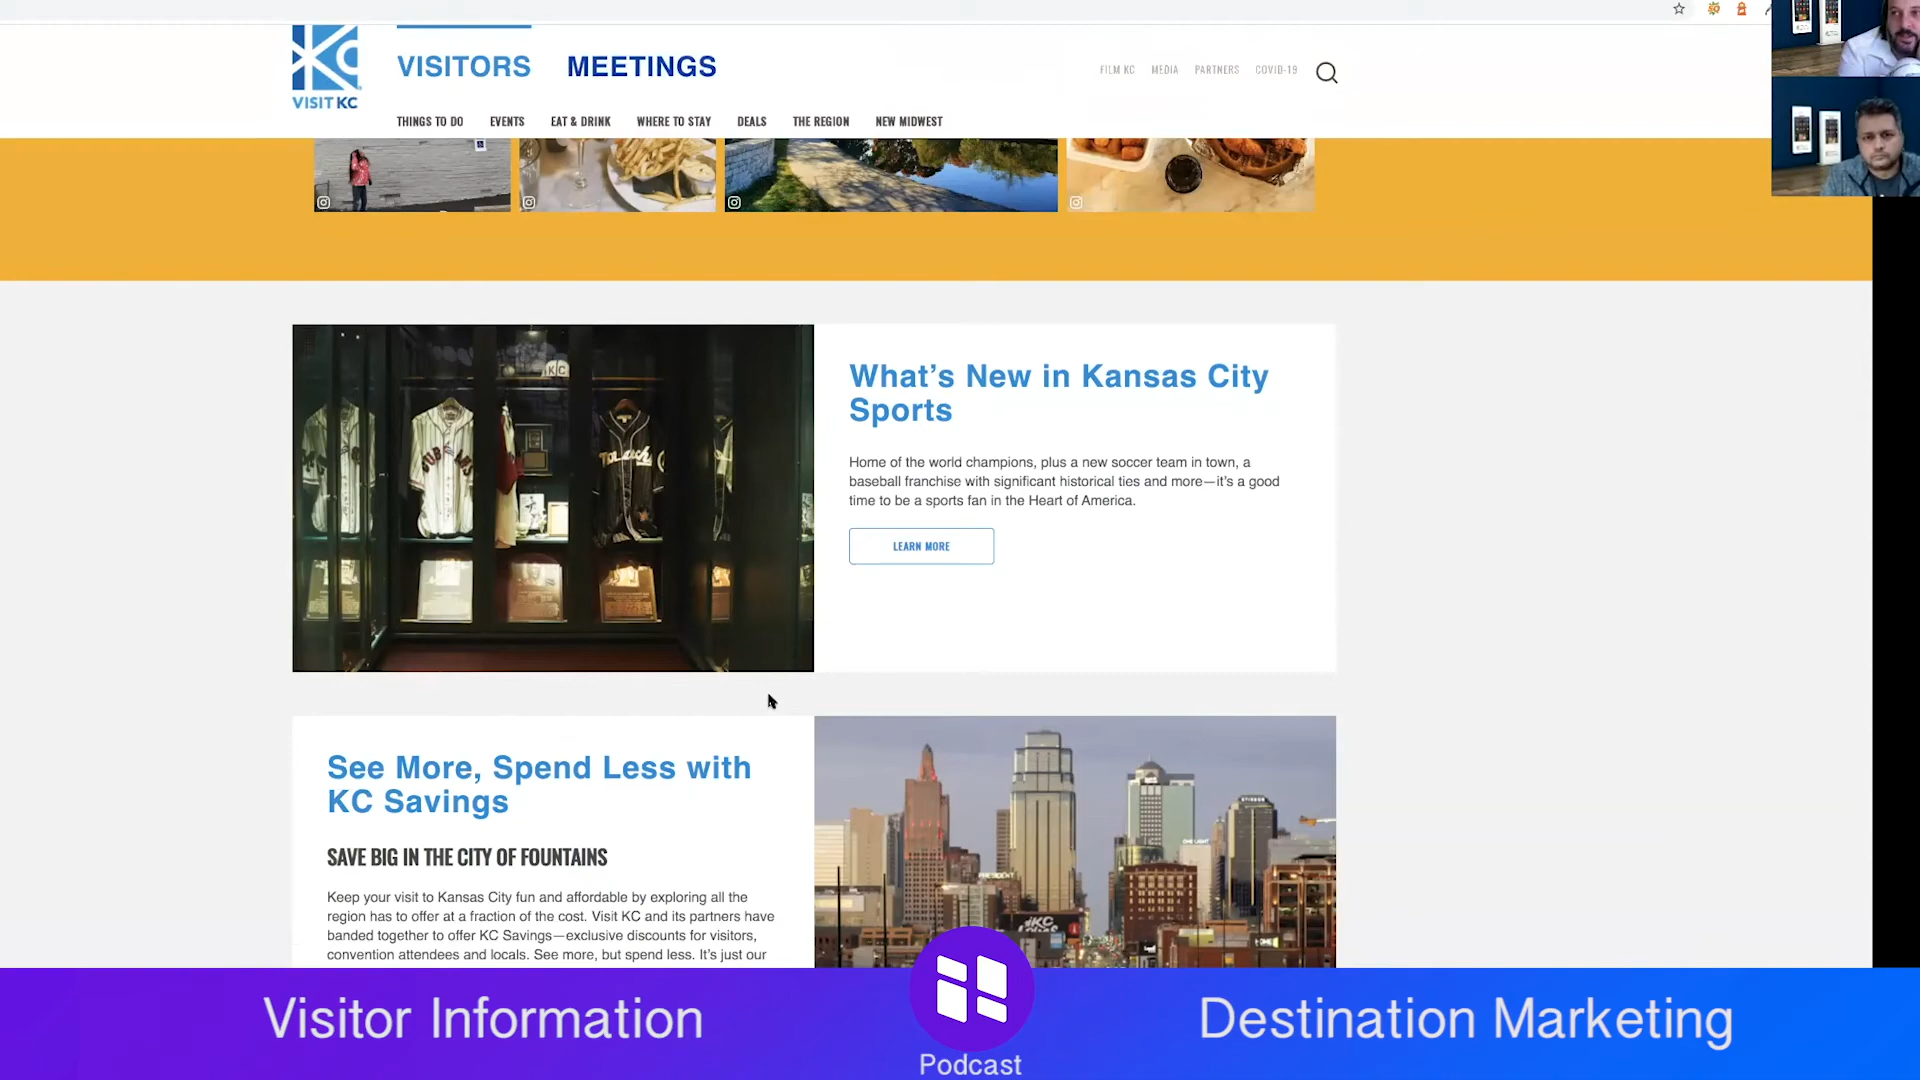 VISIT KC
VISITORS
MEETINGS
FILM KC
MEDIA
PARTNERS
COVID-19
THINGS TO DO
EVENTS
EAT & DRINK
WHERE TO STAY
DEALS
THE REGION
NEW MIDWEST
KC
What’s New in Kansas City
Sports
Home of the world champions, plus a new soccer team in town, a
baseball franchise with significant historical ties and more—it’s a good
time to be a sports fan in the Heart of America.
LEARN MORE
See More, Spend Less with
KC Savings
SAVE BIG IN THE CITY OF FOUNTAINS
Keep your visit to Kansas City fun and affordable by exploring all the
region has to offer at a fraction of the cost. Visit KC and its partners have
banded together to offer KC Savings—exclusive discounts for visitors,
convention attendees and locals. See more, but spend less. It’s just our
PRESIDENT
Visitor Information
Podcast
Destination Marketing